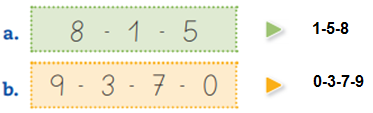 a. 8 - 1 - 5 1-5-8
b. 9 - 3 - 7 - 0 0-3-7-9